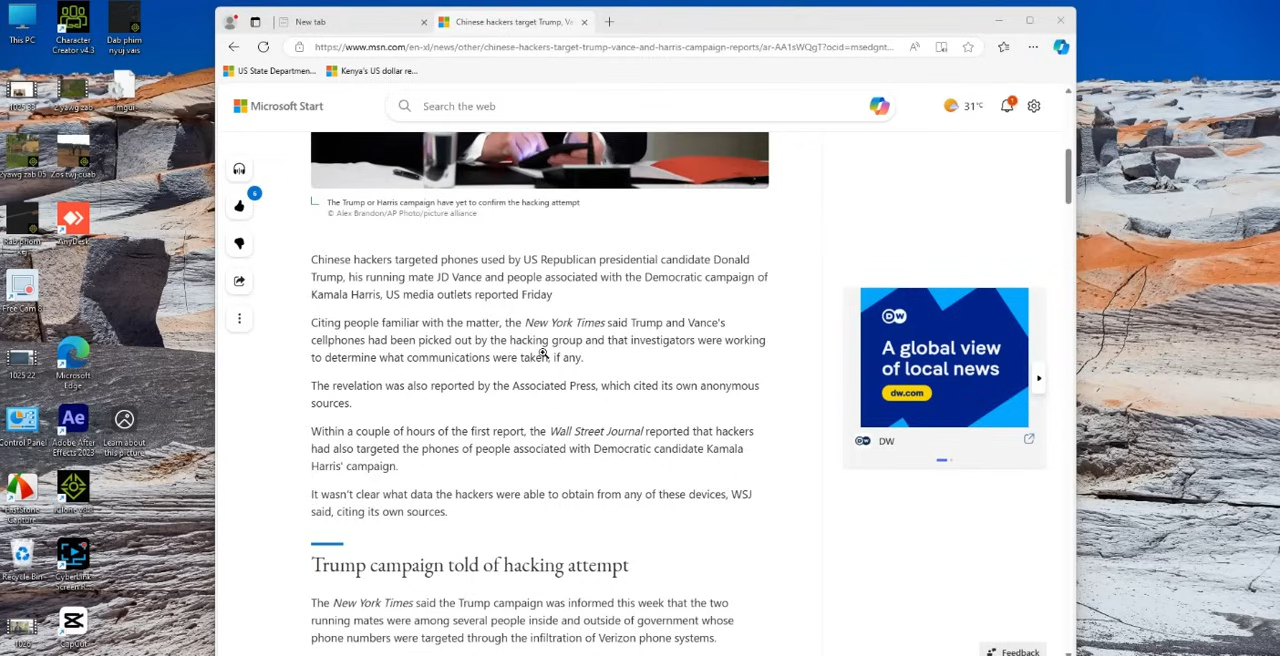 This PC
Character
Creator v4.3
Dab phim
nyuj vais
New tab
Chinese hackers target Trump, Va
https://www.msn.com/en-xl/news/other/chinese-hackers-target-trump-vance-and-harris-campaign-reports/ar-AA1sWQgT?ocid=msedgnt...
US State Departmen...
Kenya's US dollar re...
Microsoft Start
Search the web
31°C
1
6
The Trump or Harris campaign have yet to confirm the hacking attempt
© Alex Brandon/AP Photo/picture alliance
Chinese hackers targeted phones used by US Republican presidential candidate Donald
Trump, his running mate JD Vance and people associated with the Democratic campaign of
Kamala Harris, US media outlets reported Friday
Citing people familiar with the matter, the New York Times said Trump and Vance's
cellphones had been picked out by the hacking group and that investigators were working
to determine what communications were taken, if any.
The revelation was also reported by the Associated Press, which cited its own anonymous
sources.
Within a couple of hours of the first report, the Wall Street Journal reported that hackers
had also targeted the phones of people associated with Democratic candidate Kamala
Harris' campaign.
It wasn't clear what data the hackers were able to obtain from any of these devices, WSJ
said, citing its own sources.
Trump campaign told of hacking attempt
The New York Times said the Trump campaign was informed this week that the two
running mates were among several people inside and outside of government whose
phone numbers were targeted through the infiltration of Verizon phone systems.
DW
A global view
of local news
dw.com
DW
Feedback
AnyDesk
1025 22
Microsoft
Edge
Control Panel
Ae
Adobe After
Effects 2023
Learn about
this picture
FastStone
Capture
Recycle Bin
CyberLink
CapCut